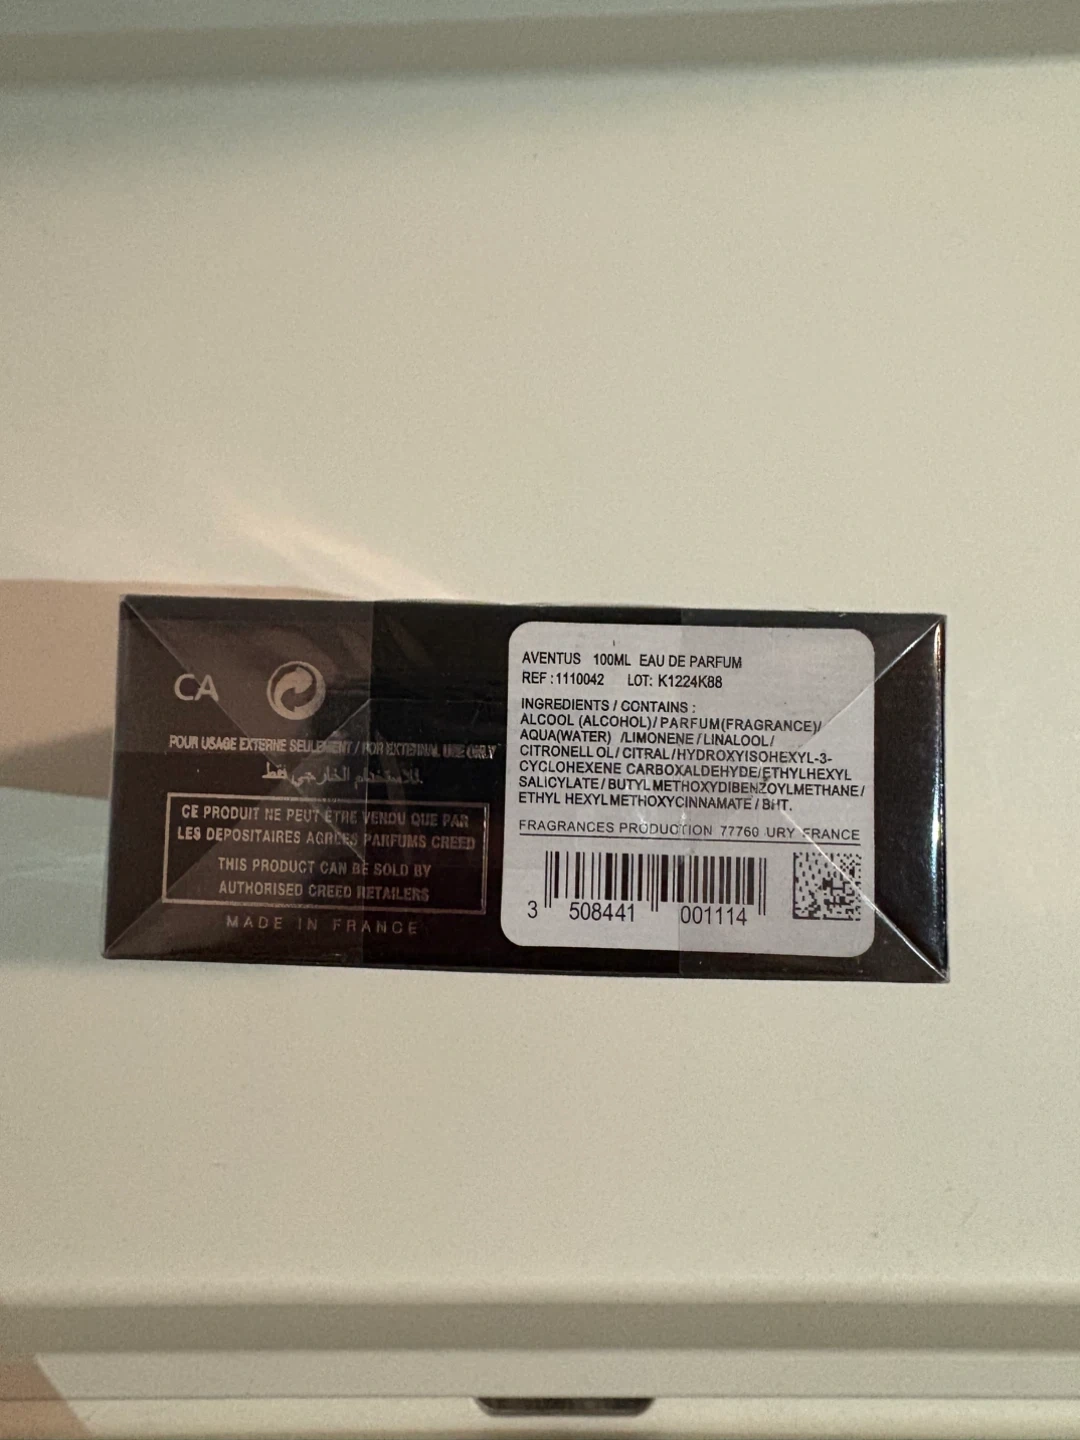 CA
POUR USAGE EXTERNE SEULEMENT / FOR EXTERNAL USE ONLY
للاستخدام الخارجي فقط.
CE PRODUIT NE PEUT ÊTRE VENDU QUE PAR
LES DEPOSITAIRES AGRÉES PARFUMS CREED
THIS PRODUCT CAN BE SOLD BY
AUTHORISED CREED RETAILERS
MADE IN FRANCE
AVENTUS 100ML EAU DE PARFUM
REF :1110042 LOT: K1224K88
INGREDIENTS / CONTAINS :
ALCOOL (ALCOHOL)/ PARFUM(FRAGRANCE)/
AQUA(WATER) /LIMONENE/LINALOOL/
CITRONELL OL/ CITRAL/HYDROXYISOHEXYL-3-
CYCLOHEXENE CARBOXALDEHYDE/ETHYLHEXYL
SALICYLATE/BUTYL METHOXYDIBENZOYLMETHANE/
ETHYL HEXYL METHOXYCINNAMATE/ BHT.
FRAGRANCES PRODUCTION 77760 URY FRANCE
3 508441 001114